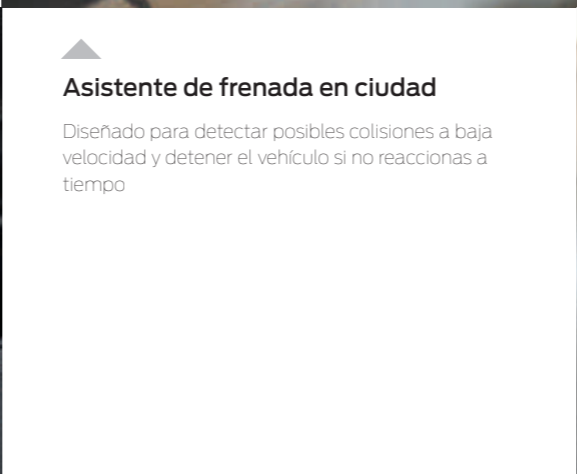 Asistente de frenada en ciudad
Diseñado para detectar posibles colisiones a baja
velocidad y detener el vehículo si no reaccionas a
tiempo